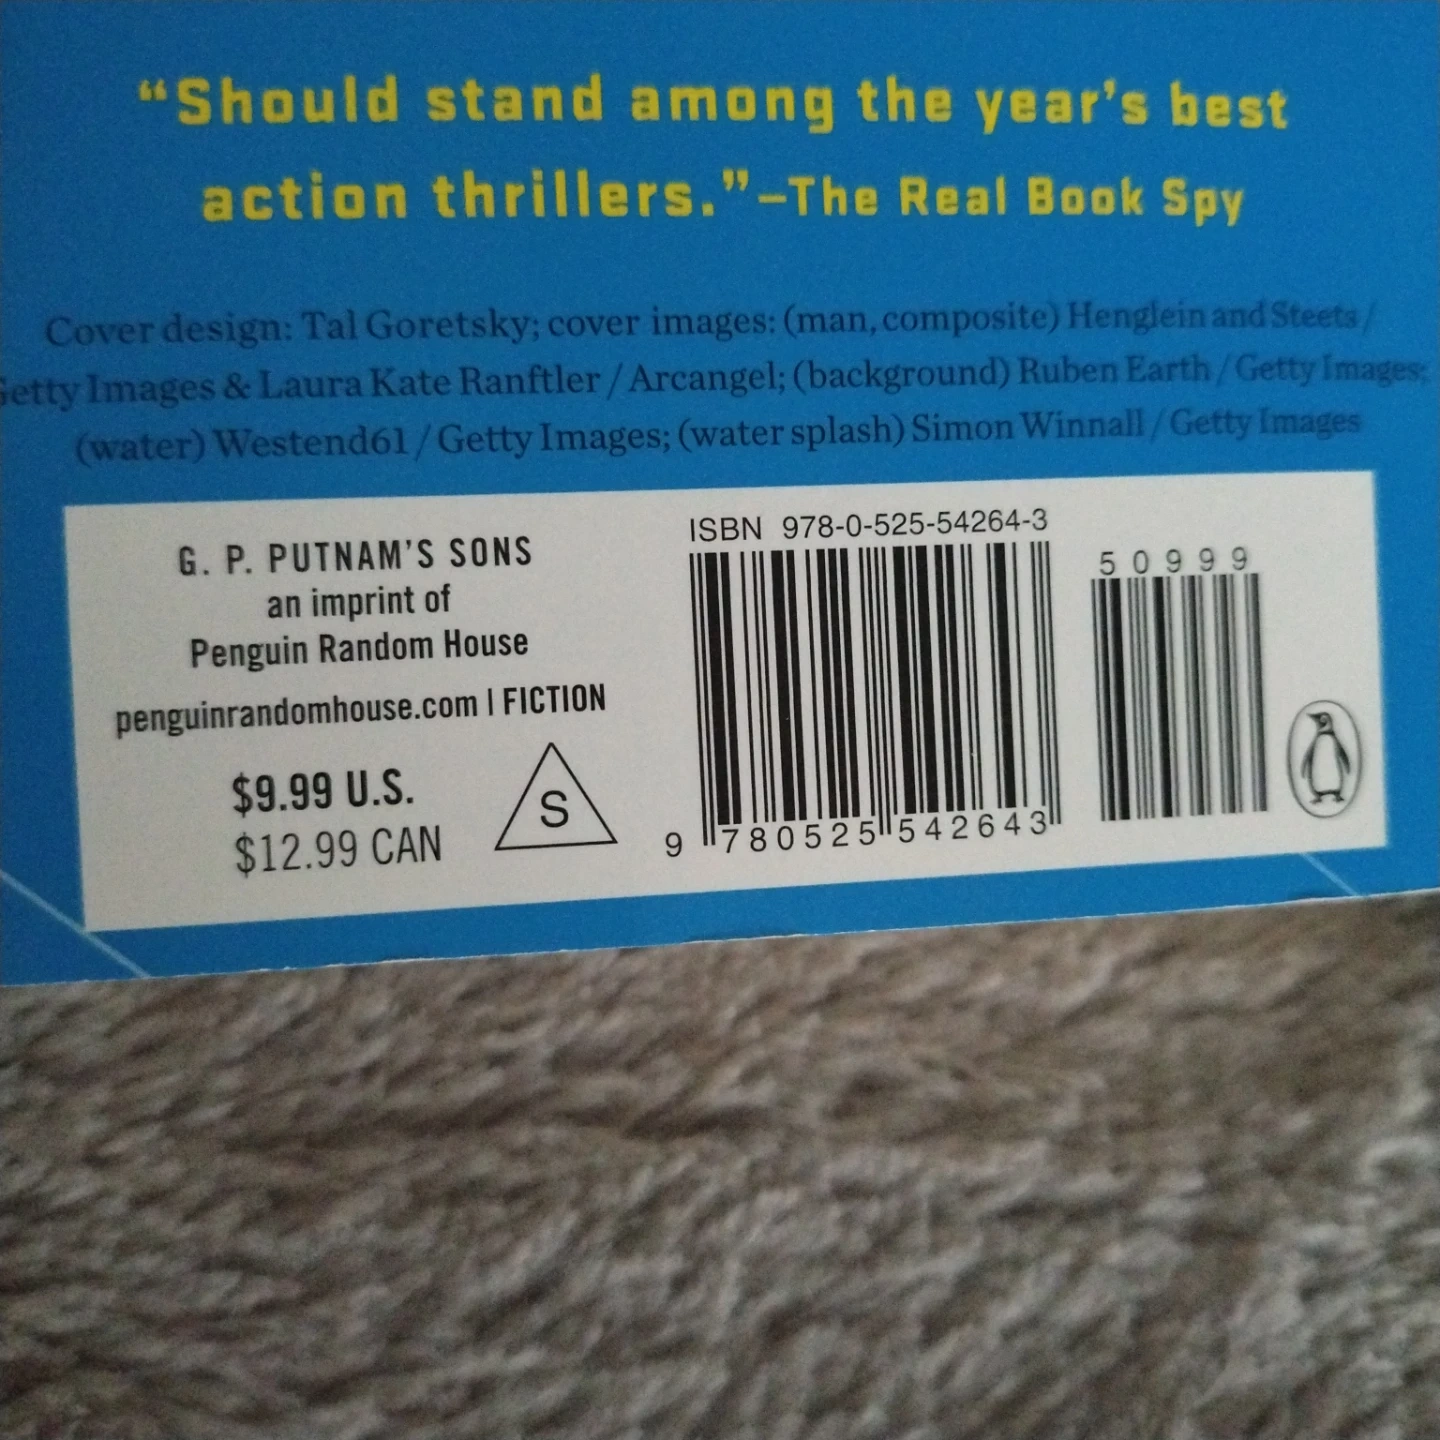 “Should stand among the year’s best
action thrillers.”—The Real Book Spy
Cover design: Tal Goretsky; cover images: (man, composite) Henglein and Steets /
Getty Images & Laura Kate Ranftler / Arcangel; (background) Ruben Earth / Getty Images;
(water) Westend61 / Getty Images; (water splash) Simon Winnall / Getty Images
G. P. PUTNAM’S SONS
an imprint of
Penguin Random House
penguinrandomhouse.com | FICTION
$9.99 U.S.
$12.99 CAN
S
ISBN 978-0-525-54264-3
9 780525 542643
50999